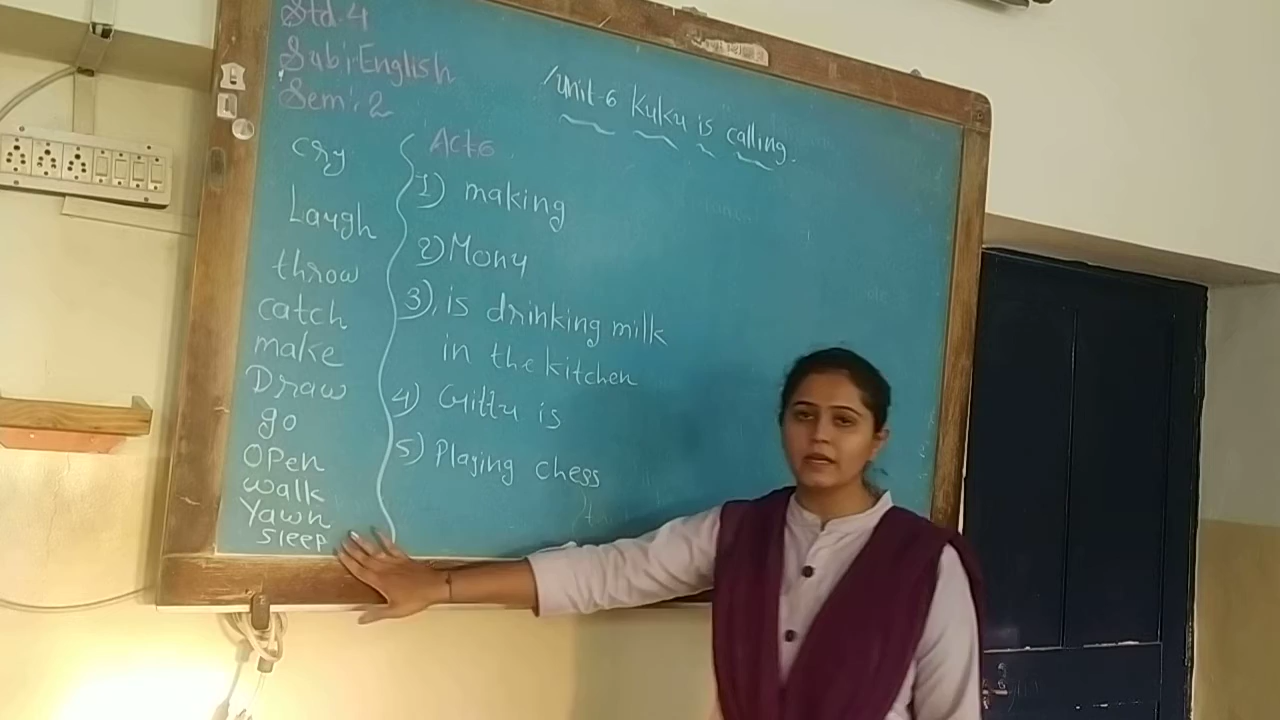 Std. 4
Sub: English
Sem: 2
Unit-6 Kuku is calling.
cry
Laugh
throw
catch
make
Draw
go
Open
walk
Yawn
sleep
Act 6
1) making
2) Mony
3) is drinking milk
in the kitchen
4) Gittu is
5) Playing chess